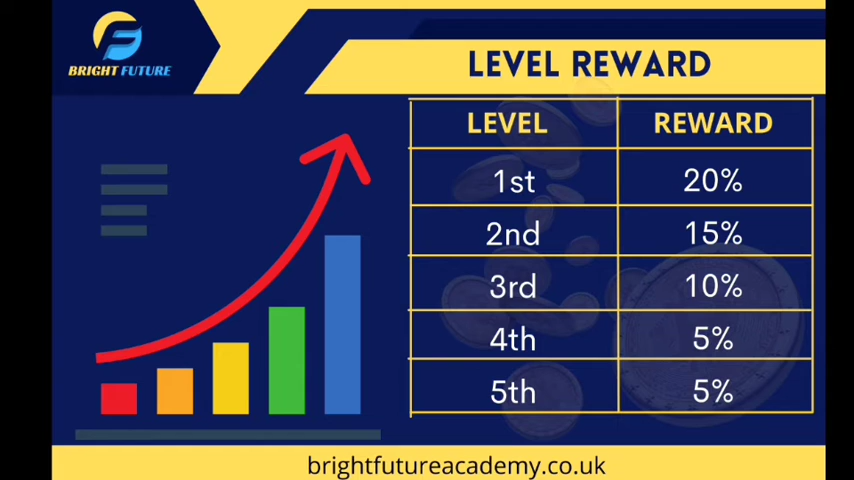 BRIGHT FUTURE
LEVEL REWARD
LEVEL REWARD
1st 20%
2nd 15%
3rd 10%
4th 5%
5th 5%
brightfutureacademy.co.uk